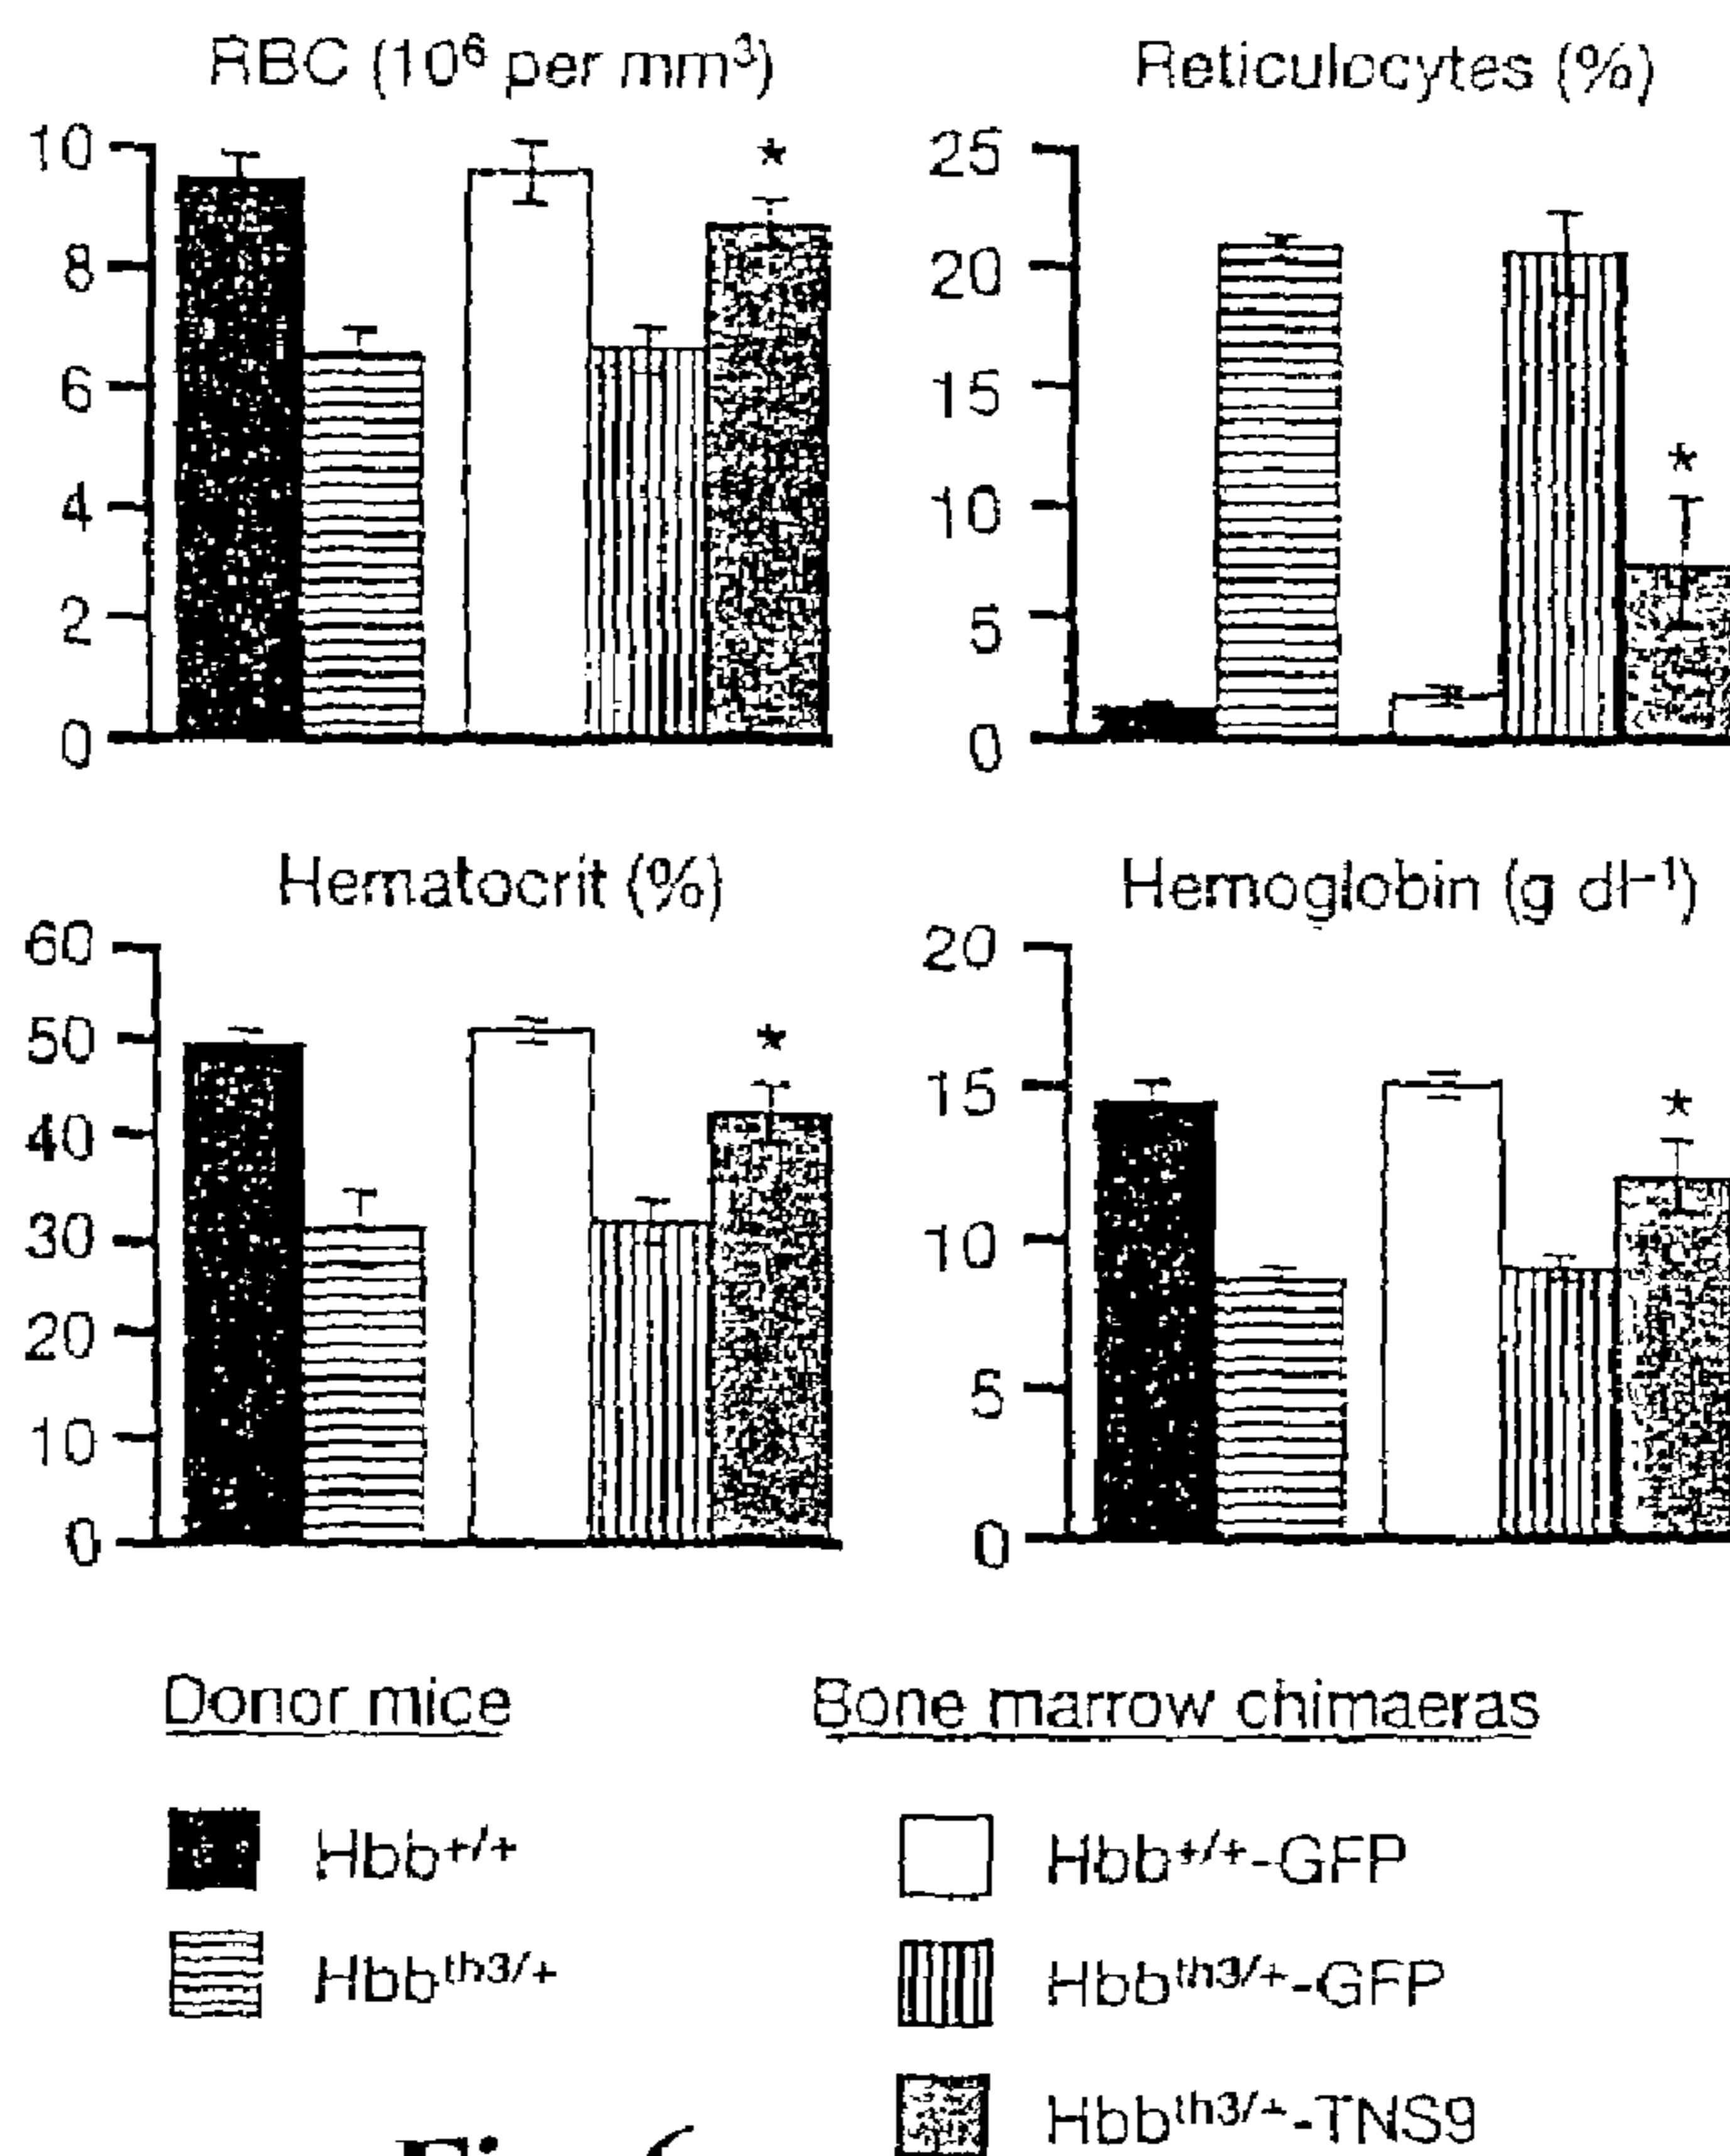 RBC (10⁶ per mm³)
10
8
6
4
2
0
*
Reticulocytes (%)
25
20
15
10
5
0
*
Hematocrit (%)
60
50
40
30
20
10
0
*
Hemoglobin (g dl⁻¹)
20
15
10
5
0
*
Donor mice
Hbb⁺/⁺
Hbbᵗʰ³/⁺
Bone marrow chimaeras
Hbb⁺/⁺-GFP
Hbbᵗʰ³/⁺-GFP
Hbbᵗʰ³/⁺-TNS9